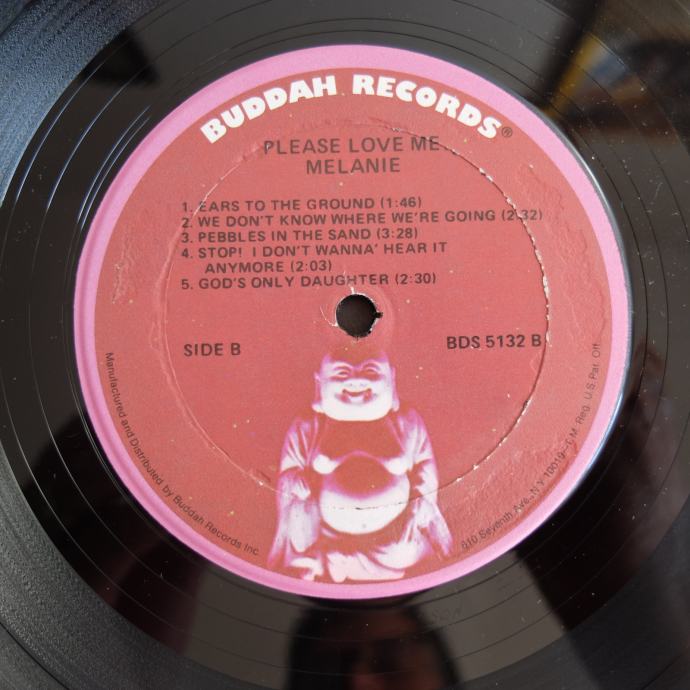 BUDDAH RECORDS®
PLEASE LOVE ME
MELANIE
1. EARS TO THE GROUND (1:46)
2. WE DON'T KNOW WHERE WE'RE GOING (2:32)
3. PEBBLES IN THE SAND (3:28)
4. STOP! I DON'T WANNA' HEAR IT
ANYMORE (2:03)
5. GOD'S ONLY DAUGHTER (2:30)
SIDE B
BDS 5132 B
Manufactured and Distributed by Buddah Records Inc.
810 Seventh Ave., N.Y. 10019—T.M. Reg. U.S. Pat. Off.